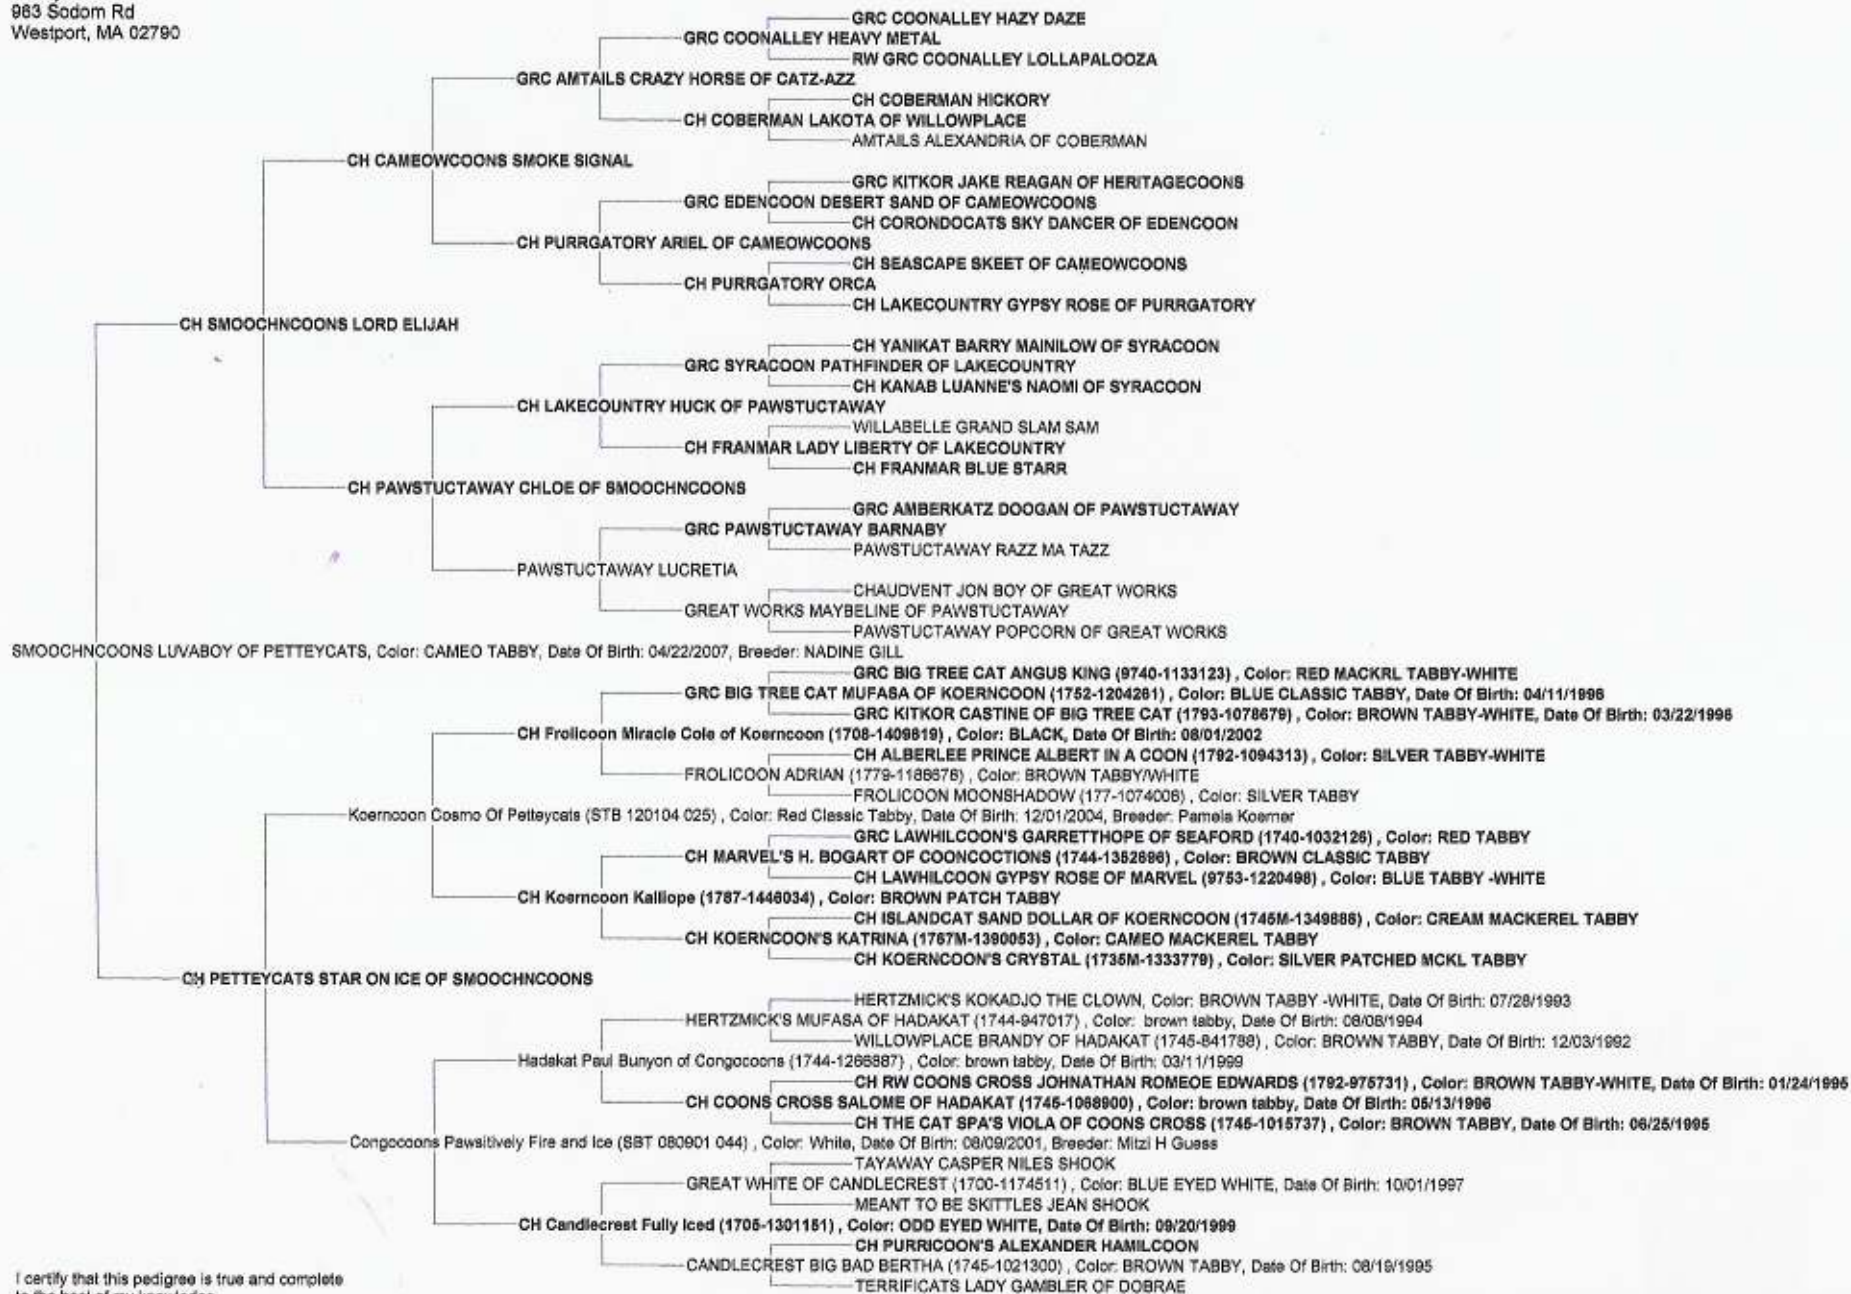 963 Sodom Rd
Westport, MA 02790
GRC COONALLEY HAZY DAZE
GRC COONALLEY HEAVY METAL
RW GRC COONALLEY LOLLAPALOOZA
GRC AMTAILS CRAZY HORSE OF CATZ-AZZ
CH COBERMAN HICKORY
CH COBERMAN LAKOTA OF WILLOWPLACE
AMTAILS ALEXANDRIA OF COBERMAN
CH CAMEOWCOONS SMOKE SIGNAL
GRC KITKOR JAKE REAGAN OF HERITAGECOONS
GRC EDENCOON DESERT SAND OF CAMEOWCOONS
CH CORONDOCATS SKY DANCER OF EDENCOON
CH PURRGATORY ARIEL OF CAMEOWCOONS
CH SEASCAPE SKEET OF CAMEOWCOONS
CH PURRGATORY ORCA
CH LAKECOUNTRY GYPSY ROSE OF PURRGATORY
CH SMOOCHNCOONS LORD ELIJAH
CH YANIKAT BARRY MAINILOW OF SYRACOON
GRC SYRACOON PATHFINDER OF LAKECOUNTRY
CH KANAB LUANNE'S NAOMI OF SYRACOON
CH LAKECOUNTRY HUCK OF PAWSTUCTAWAY
WILLABELLE GRAND SLAM SAM
CH FRANMAR LADY LIBERTY OF LAKECOUNTRY
CH FRANMAR BLUE STARR
CH PAWSTUCTAWAY CHLOE OF SMOOCHNCOONS
GRC AMBERKATZ DOOGAN OF PAWSTUCTAWAY
GRC PAWSTUCTAWAY BARNABY
PAWSTUCTAWAY RAZZ MA TAZZ
PAWSTUCTAWAY LUCRETIA
CHAUDVENT JON BOY OF GREAT WORKS
GREAT WORKS MAYBELINE OF PAWSTUCTAWAY
PAWSTUCTAWAY POPCORN OF GREAT WORKS
SMOOCHNCOONS LUVABOY OF PETTEYCATS, Color: CAMEO TABBY, Date Of Birth: 04/22/2007, Breeder: NADINE GILL
GRC BIG TREE CAT ANGUS KING (9740-1133123) , Color: RED MACKRL TABBY-WHITE
GRC BIG TREE CAT MUFASA OF KOERNCOON (1752-1204261) , Color: BLUE CLASSIC TABBY, Date Of Birth: 04/11/1998
GRC KITKOR CASTINE OF BIG TREE CAT (1793-1078679) , Color: BROWN TABBY-WHITE, Date Of Birth: 03/22/1996
CH Frolicoon Miracle Cole of Koerncoon (1708-1409819) , Color: BLACK, Date Of Birth: 08/01/2002
CH ALBERLEE PRINCE ALBERT IN A COON (1792-1094313) , Color: SILVER TABBY-WHITE
FROLICOON ADRIAN (1779-1186676) , Color: BROWN TABBY/WHITE
FROLICOON MOONSHADOW (177-1074006) , Color: SILVER TABBY
Koerncoon Cosmo Of Petteycats (STB 120104 025) , Color: Red Classic Tabby, Date Of Birth: 12/01/2004, Breeder: Pamela Koerner
GRC LAWHILCOON'S GARRETTHOPE OF SEAFORD (1740-1032126) , Color: RED TABBY
CH MARVEL'S H. BOGART OF COONCOCTIONS (1744-1352696) , Color: BROWN CLASSIC TABBY
CH LAWHILCOON GYPSY ROSE OF MARVEL (9753-1220498) , Color: BLUE TABBY -WHITE
CH Koerncoon Kalliope (1787-1446034) , Color: BROWN PATCH TABBY
CH ISLANDCAT SAND DOLLAR OF KOERNCOON (1745M-1349886) , Color: CREAM MACKEREL TABBY
CH KOERNCOON'S KATRINA (1767M-1390053) , Color: CAMEO MACKEREL TABBY
CH KOERNCOON'S CRYSTAL (1735M-1333779) , Color: SILVER PATCHED MCKL TABBY
CH PETTEYCATS STAR ON ICE OF SMOOCHNCOONS
HERTZMICK'S KOKADJO THE CLOWN, Color: BROWN TABBY -WHITE, Date Of Birth: 07/28/1993
HERTZMICK'S MUFASA OF HADAKAT (1744-947017) , Color: brown tabby, Date Of Birth: 08/08/1994
WILLOWPLACE BRANDY OF HADAKAT (1745-841788) , Color: BROWN TABBY, Date Of Birth: 12/03/1992
Hadakat Paul Bunyon of Congocoons (1744-1266887) , Color: brown tabby, Date Of Birth: 03/11/1999
CH RW COONS CROSS JOHNATHAN ROMEOE EDWARDS (1792-975731) , Color: BROWN TABBY-WHITE, Date Of Birth: 01/24/1995
CH COONS CROSS SALOME OF HADAKAT (1745-1068900) , Color: brown tabby, Date Of Birth: 05/13/1996
CH THE CAT SPA'S VIOLA OF COONS CROSS (1745-1015737) , Color: BROWN TABBY, Date Of Birth: 06/25/1995
Congocoons Pawsitively Fire and Ice (SBT 080901 044) , Color: White, Date Of Birth: 08/09/2001, Breeder: Mitzi H Guess
TAYAWAY CASPER NILES SHOOK
GREAT WHITE OF CANDLECREST (1700-1174511) , Color: BLUE EYED WHITE, Date Of Birth: 10/01/1997
MEANT TO BE SKITTLES JEAN SHOOK
CH Candlecrest Fully Iced (1705-1301151) , Color: ODD EYED WHITE, Date Of Birth: 09/20/1999
CH PURRICOON'S ALEXANDER HAMILCOON
CANDLECREST BIG BAD BERTHA (1745-1021300) , Color: BROWN TABBY, Date Of Birth: 08/19/1995
TERRIFICATS LADY GAMBLER OF DOBRAE
I certify that this pedigree is true and complete
to the best of my knowledge